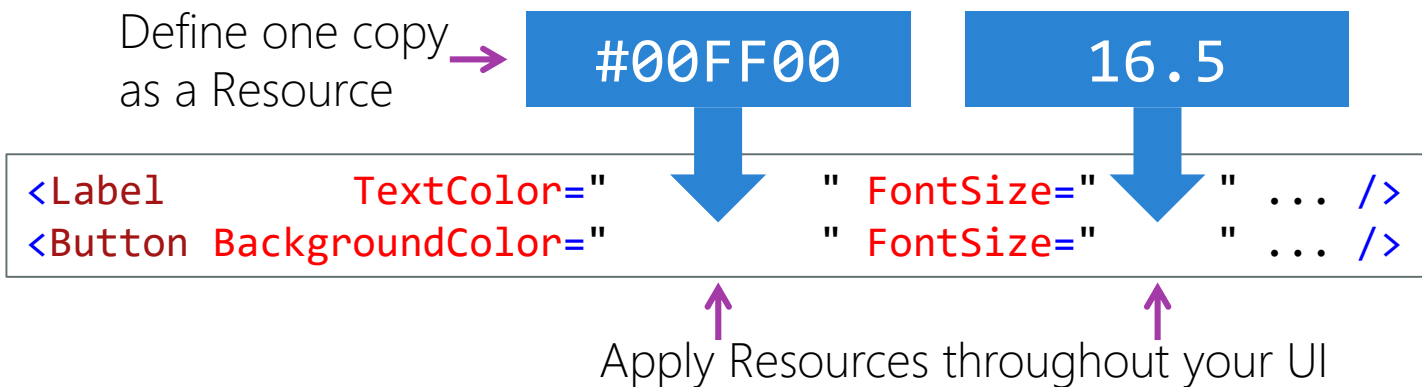 Define one copy
as a Resource
#00FF00
16.5
<Label TextColor=" " FontSize=" " ... />
<Button BackgroundColor=" " FontSize=" " ... />
Apply Resources throughout your UI